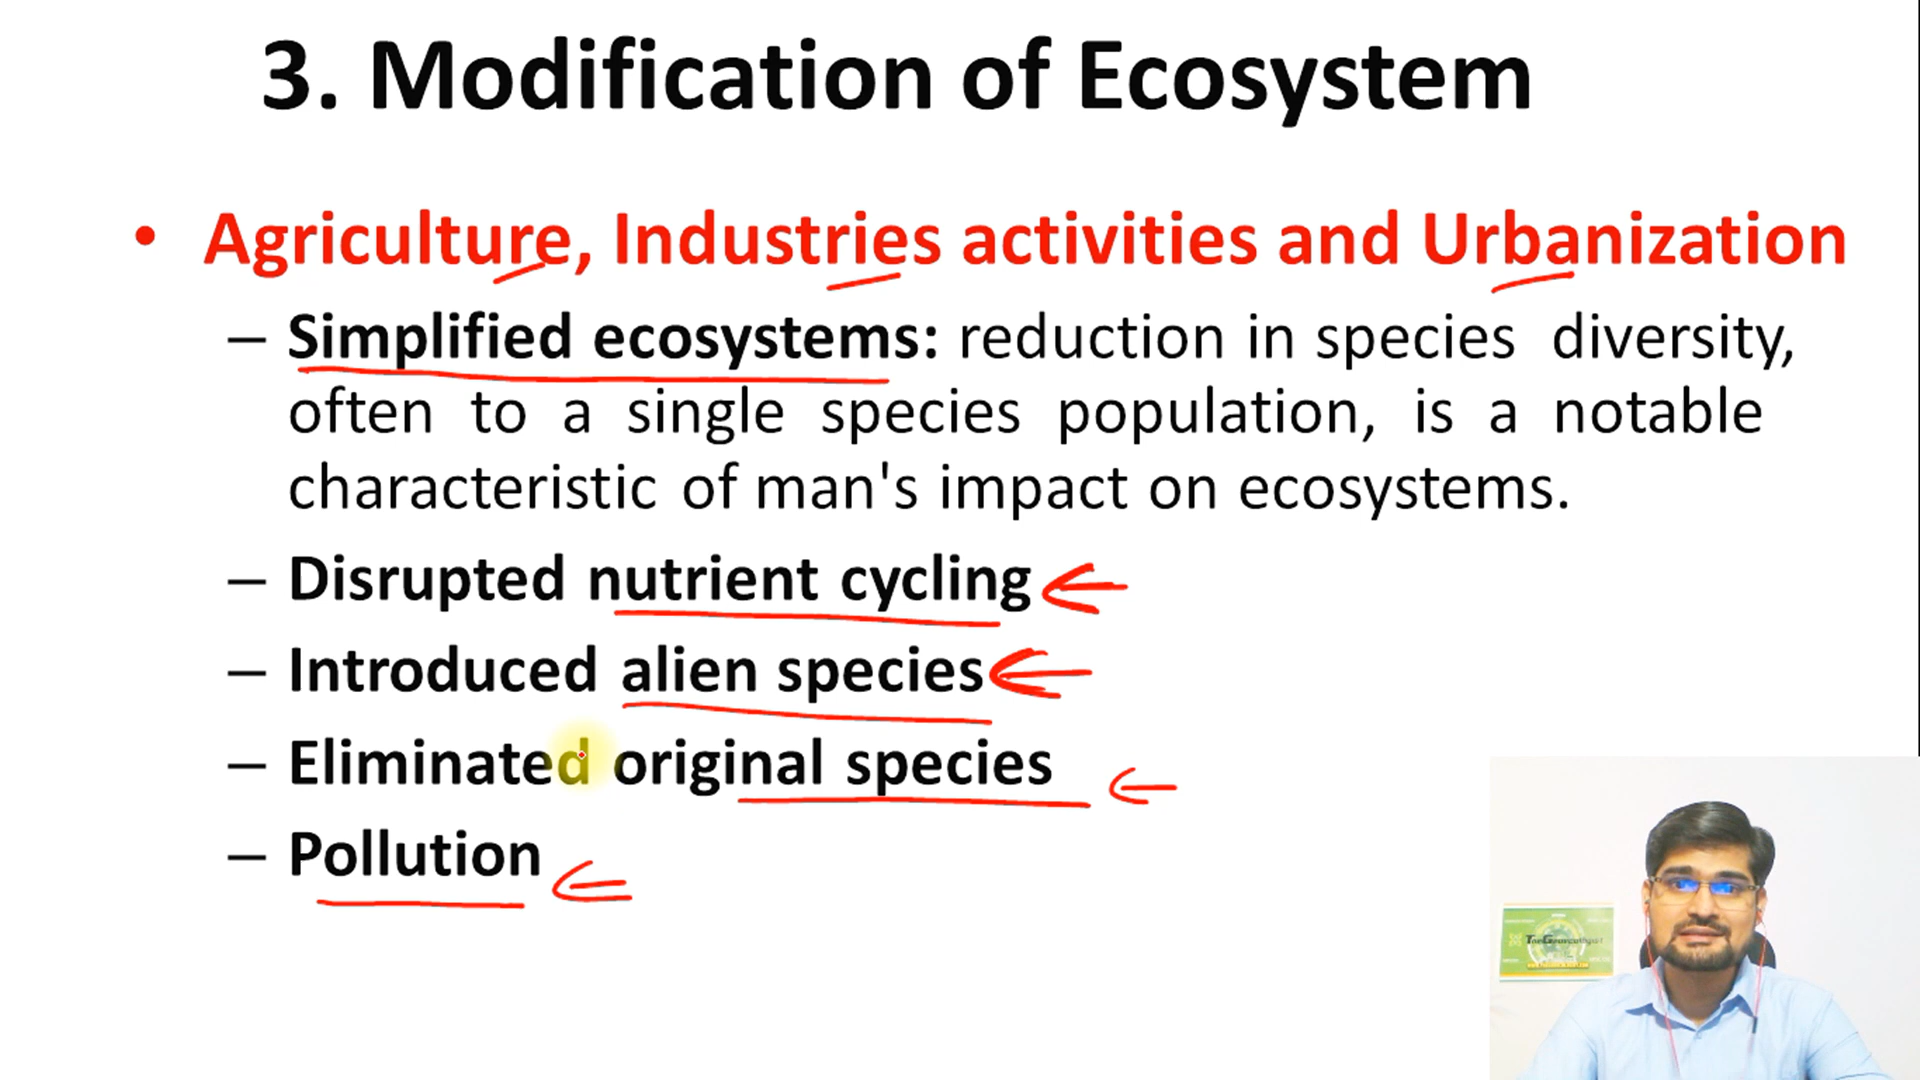 3. Modification of Ecosystem
• Agriculture, Industries activities and Urbanization
– Simplified ecosystems: reduction in species diversity,
often to a single species population, is a notable
characteristic of man's impact on ecosystems.
– Disrupted nutrient cycling
– Introduced alien species
– Eliminated original species
– Pollution